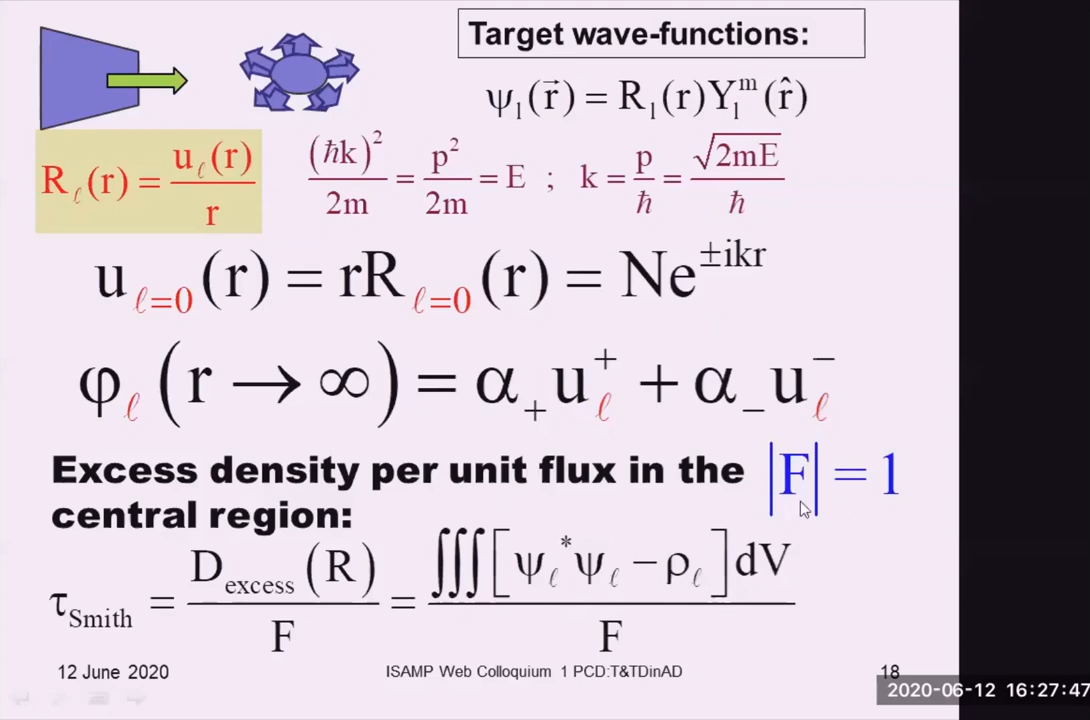 Target wave-functions:
ψ_l(r⃗) = R_l(r)Y_l^m(r̂)
R_ℓ(r) = u_ℓ(r)/r
(ħk)²/2m = p²/2m = E ; k = p/ħ = √2mE/ħ
u_ℓ=0(r) = rR_ℓ=0(r) = Ne^±ikr
φ_ℓ(r → ∞) = α_+ u_ℓ^+ + α_− u_ℓ^−
Excess density per unit flux in the |F| = 1
central region:
τ_Smith = D_excess(R)/F = ∭[ψ_ℓ^*ψ_ℓ − ρ_ℓ]dV/F
12 June 2020 ISAMP Web Colloquium 1 PCD:T&TDinAD 18
2020-06-12 16:27:47